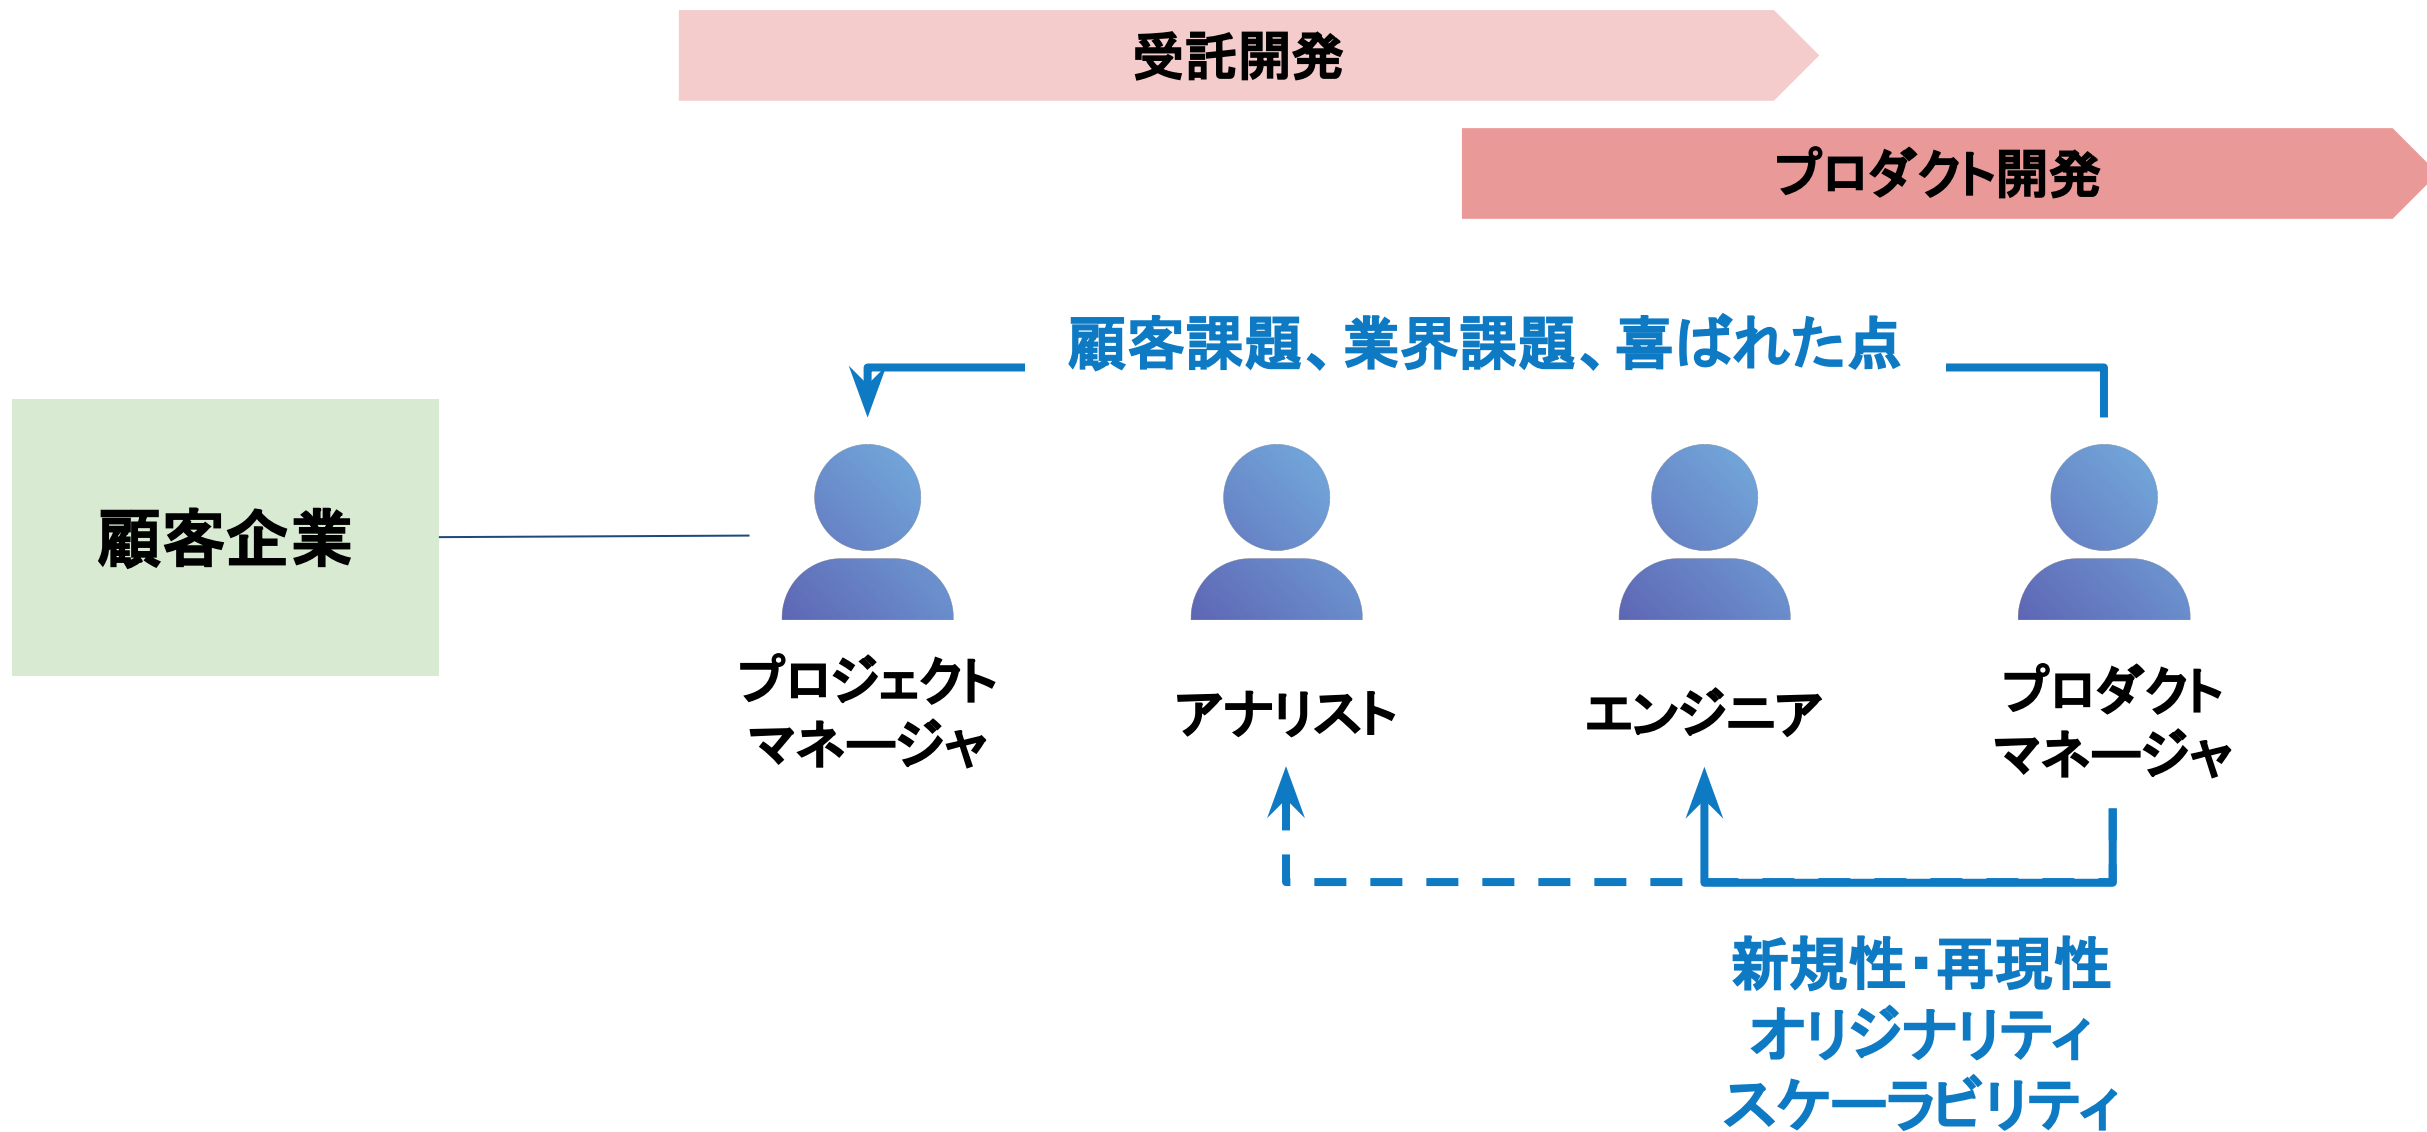 受託開発
プロダクト開発
顧客課題、業界課題、喜ばれた点
顧客企業
プロジェクト
マネージャ
アナリスト
エンジニア
プロダクト
マネージャ
新規性・再現性
オリジナリティ
スケーラビリティ